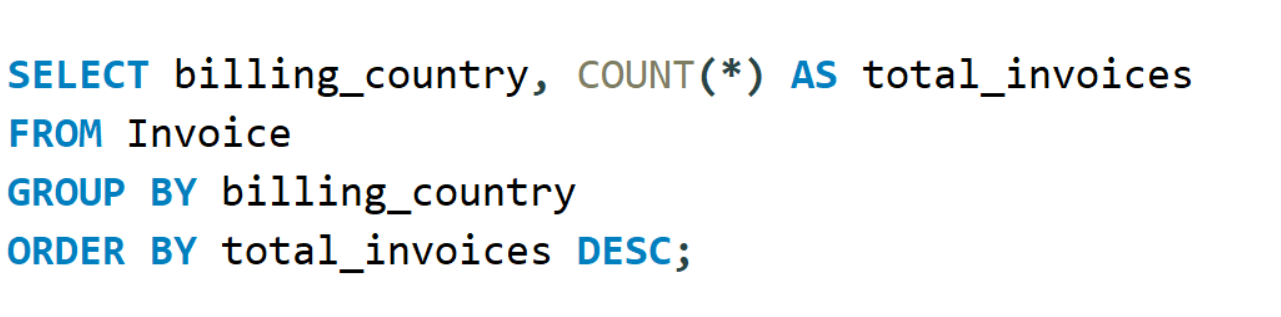 SELECT billing_country, COUNT(*) AS total_invoices
FROM Invoice
GROUP BY billing_country
ORDER BY total_invoices DESC;